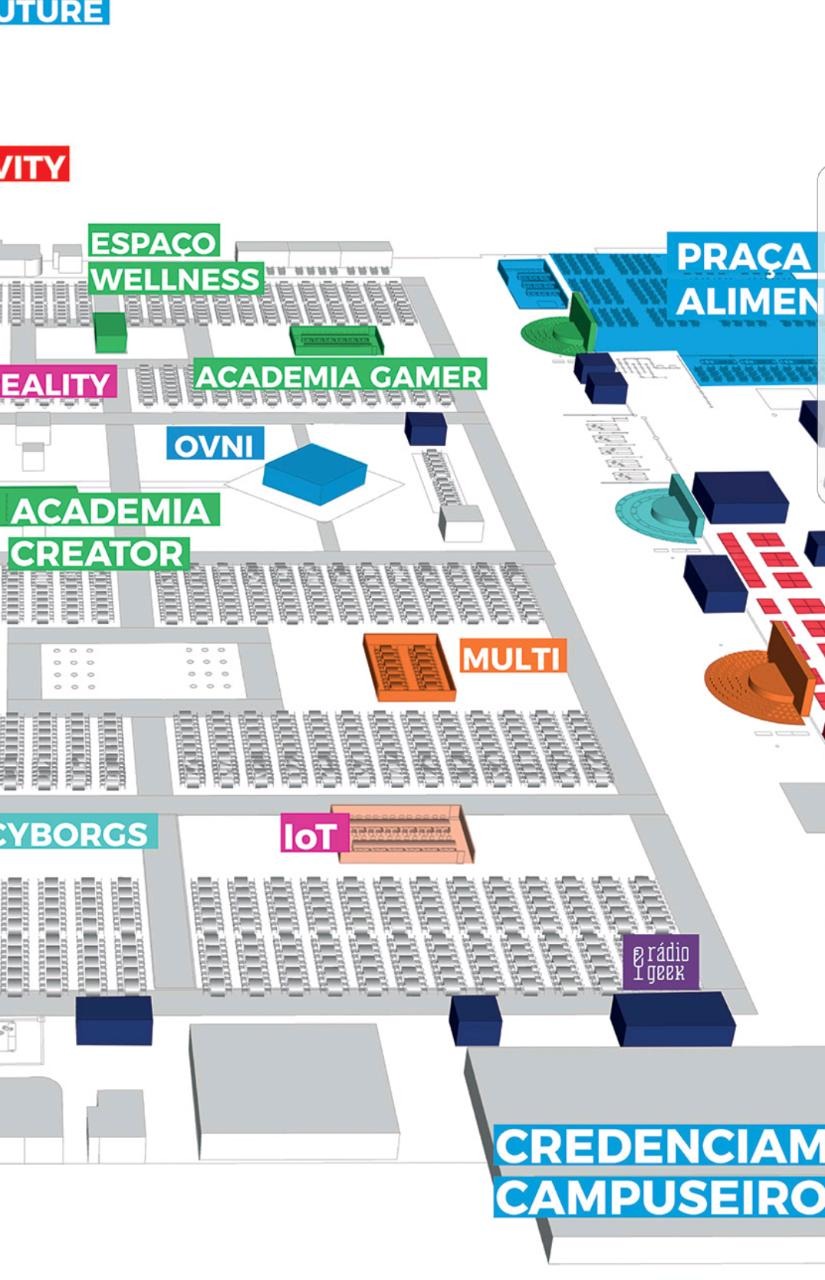 UTURE
VITY
ESPAÇO
WELLNESS
PRAÇA
ALIMEN
EALITY
ACADEMIA GAMER
OVNI
ACADEMIA
CREATOR
MULTI
CYBORGS
IoT
rádio
geek
CREDENCIAM
CAMPUSEIRO